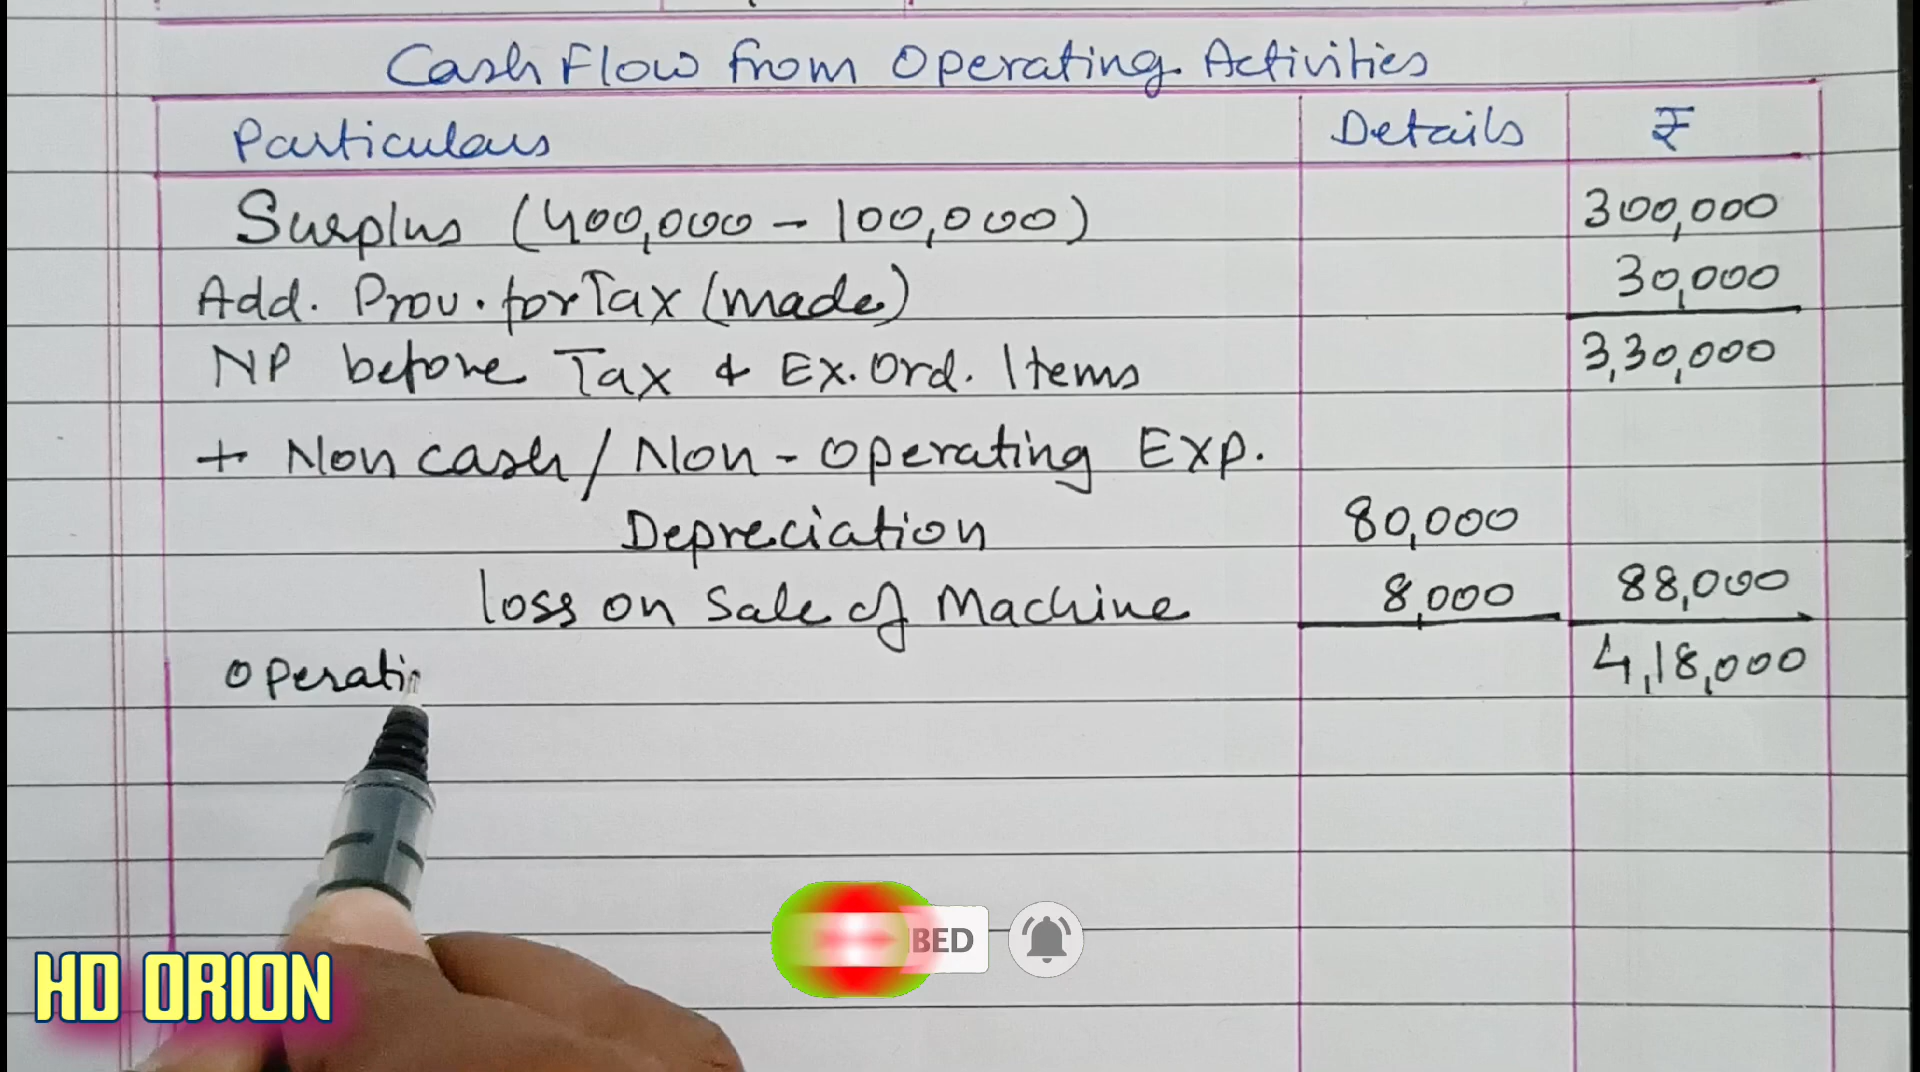 Cash Flow from Operating Activities
Particulars Details ₹
Surplus (400,000 - 100,000) 300,000
Add. Prov. for Tax (made) 30,000
NP before Tax & Ex. Ord. Items 3,30,000
+ Non cash / Non - Operating Exp.
Depreciation 80,000
loss on Sale of Machine 8,000 88,000
Operati 4,18,000
BED
HD ORION